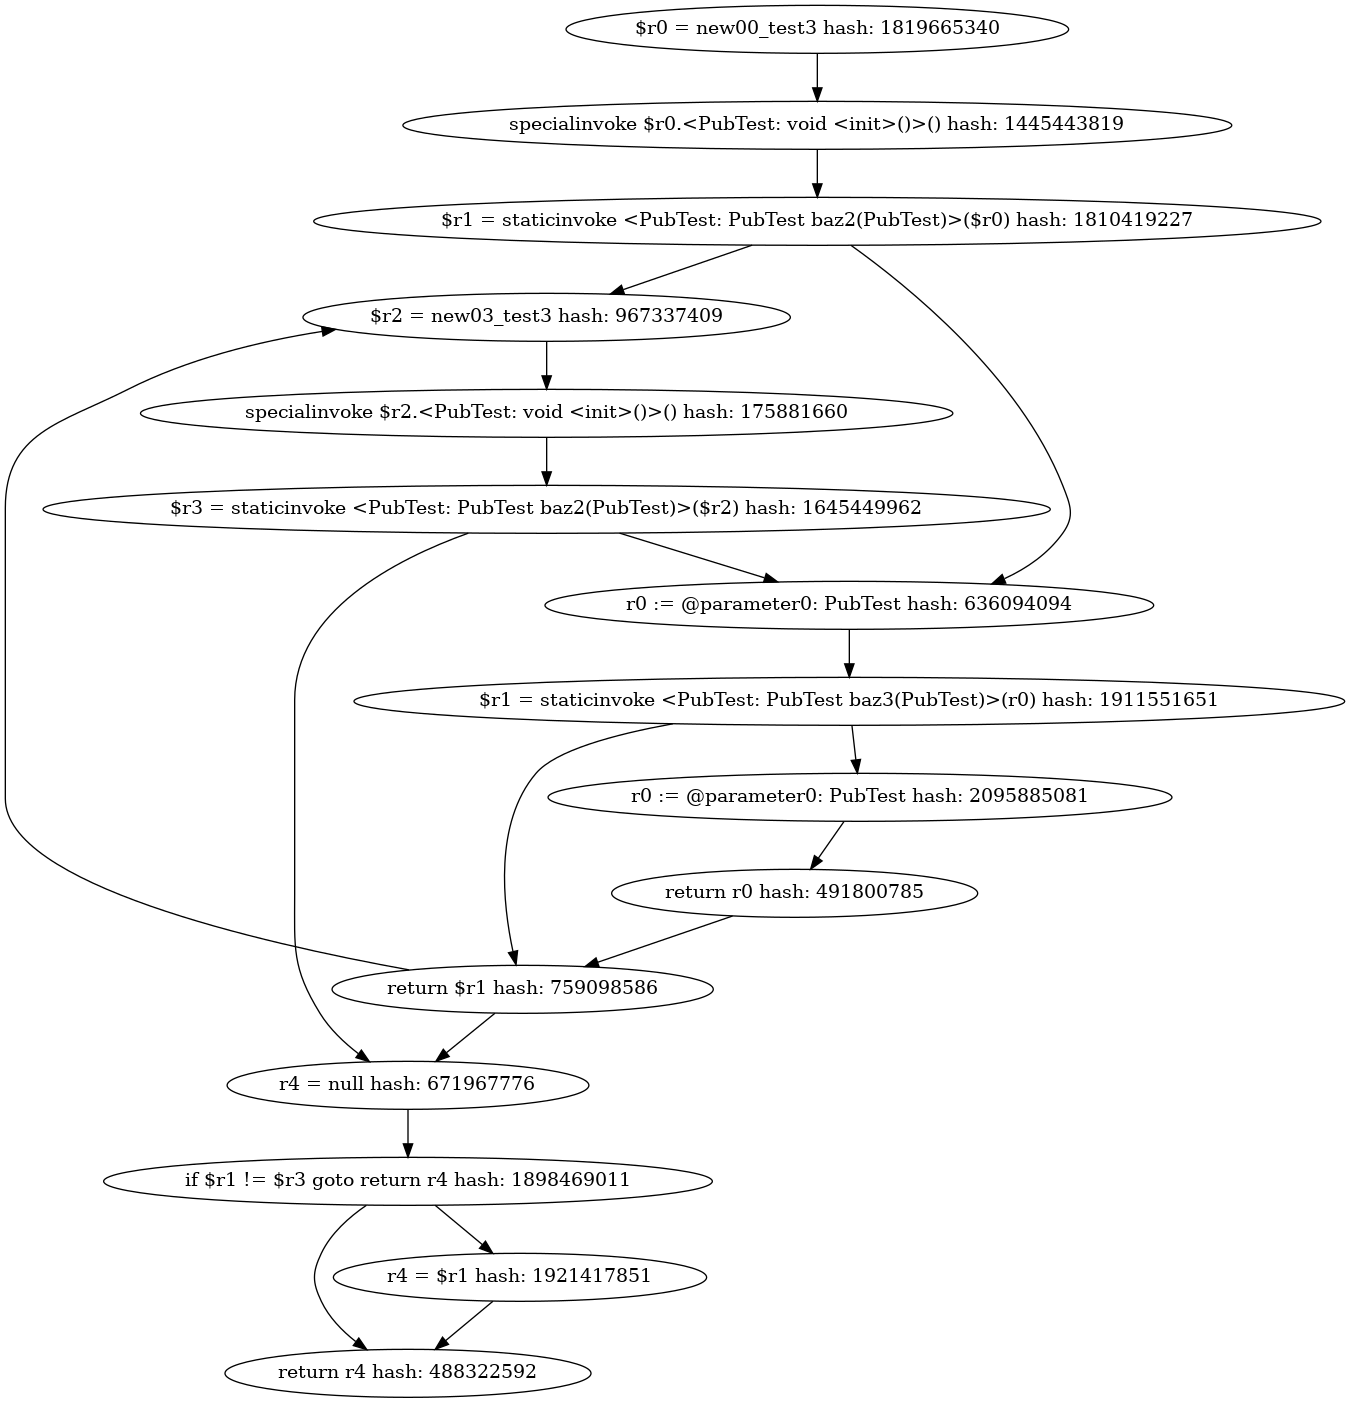 $r0 = new00_test3 hash: 1819665340
specialinvoke $r0.<PubTest: void <init>()>() hash: 1445443819
$r1 = staticinvoke <PubTest: PubTest baz2(PubTest)>($r0) hash: 1810419227
$r2 = new03_test3 hash: 967337409
specialinvoke $r2.<PubTest: void <init>()>() hash: 175881660
$r3 = staticinvoke <PubTest: PubTest baz2(PubTest)>($r2) hash: 1645449962
r0 := @parameter0: PubTest hash: 636094094
$r1 = staticinvoke <PubTest: PubTest baz3(PubTest)>(r0) hash: 1911551651
r0 := @parameter0: PubTest hash: 2095885081
return r0 hash: 491800785
return $r1 hash: 759098586
r4 = null hash: 671967776
if $r1 != $r3 goto return r4 hash: 1898469011
r4 = $r1 hash: 1921417851
return r4 hash: 488322592